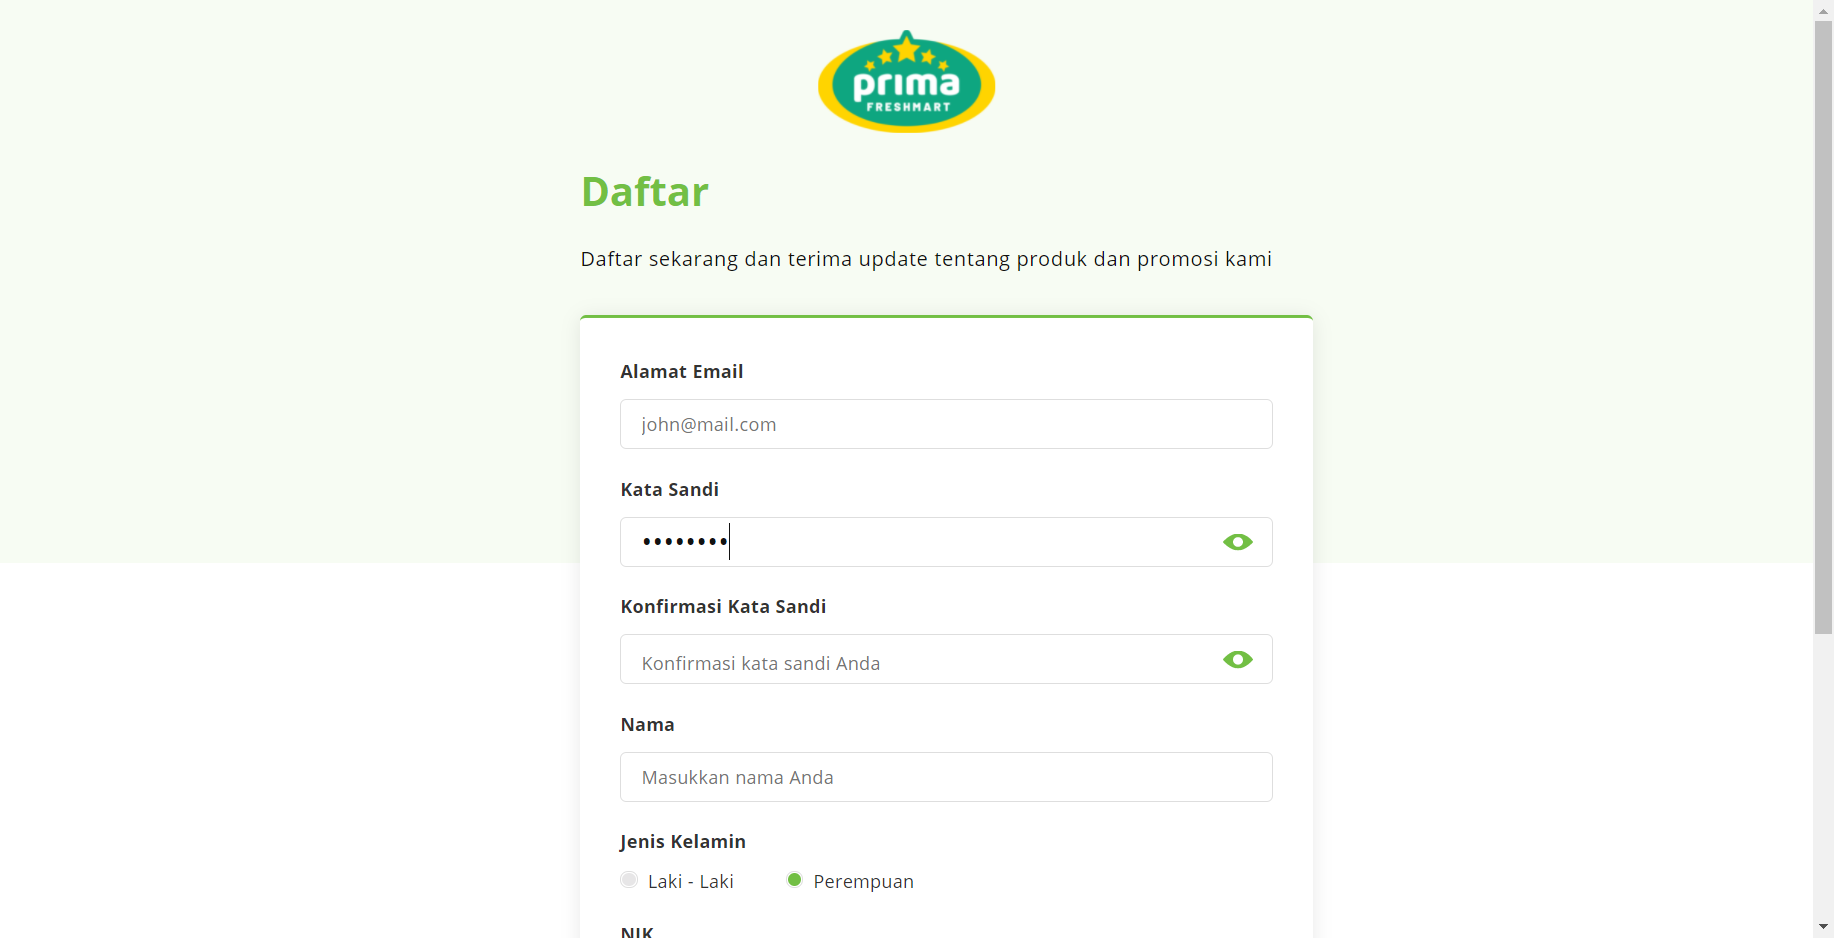 prima
FRESHMART
Daftar
Daftar sekarang dan terima update tentang produk dan promosi kami
Alamat Email
john@mail.com
Kata Sandi
••••••••
Konfirmasi Kata Sandi
Konfirmasi kata sandi Anda
Nama
Masukkan nama Anda
Jenis Kelamin
Laki - Laki Perempuan
NIK